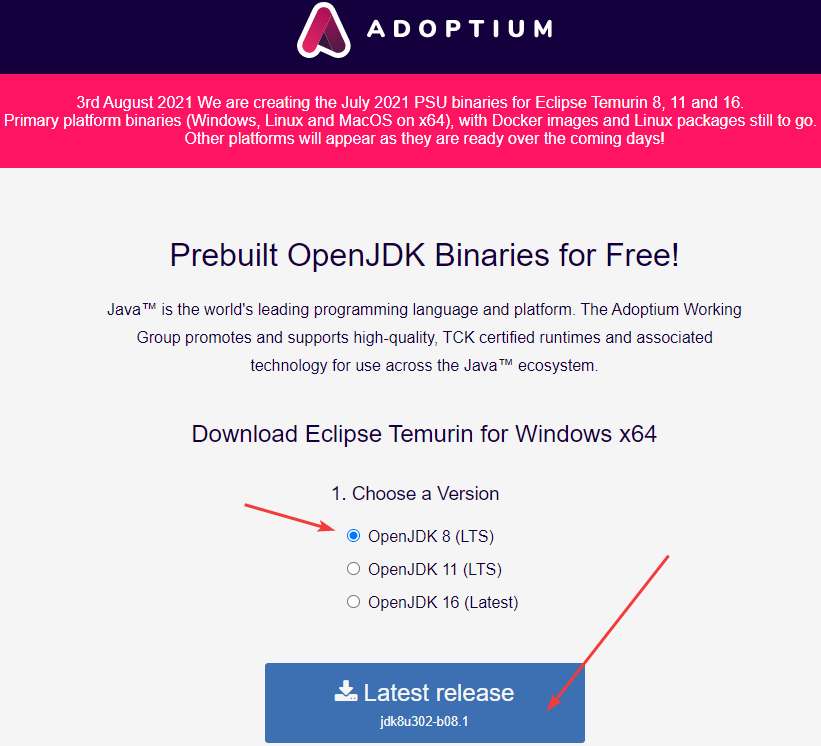 ADOPTIUM
3rd August 2021 We are creating the July 2021 PSU binaries for Eclipse Temurin 8, 11 and 16.
Primary platform binaries (Windows, Linux and MacOS on x64), with Docker images and Linux packages still to go.
Other platforms will appear as they are ready over the coming days!
Prebuilt OpenJDK Binaries for Free!
Java™ is the world's leading programming language and platform. The Adoptium Working
Group promotes and supports high-quality, TCK certified runtimes and associated
technology for use across the Java™ ecosystem.
Download Eclipse Temurin for Windows x64
1. Choose a Version
OpenJDK 8 (LTS)
OpenJDK 11 (LTS)
OpenJDK 16 (Latest)
Latest release
jdk8u302-b08.1